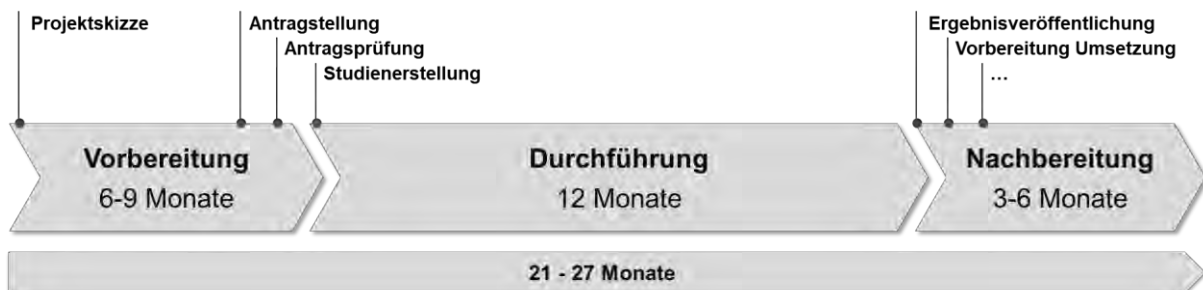 Projektskizze
Antragstellung
Antragsprüfung
Studienerstellung
Ergebnisveröffentlichung
Vorbereitung Umsetzung
...
Vorbereitung
6-9 Monate
Durchführung
12 Monate
Nachbereitung
3-6 Monate
21 - 27 Monate